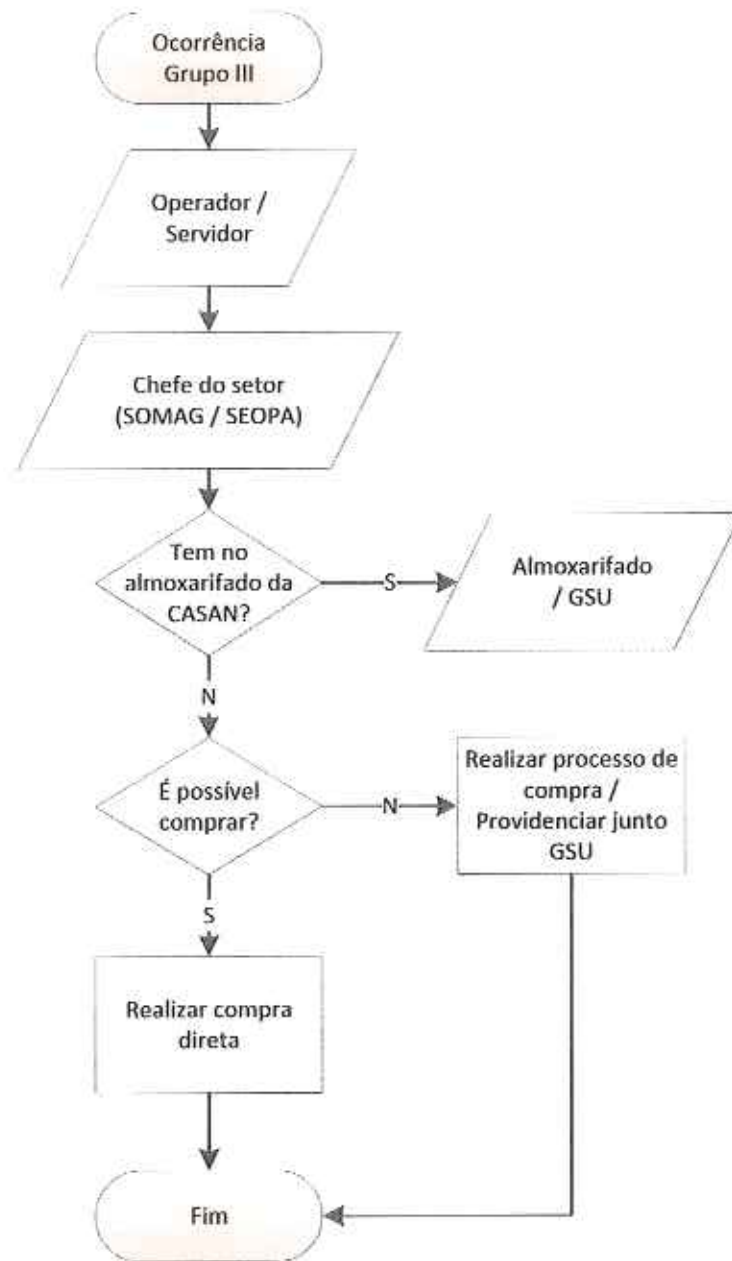 Ocorrência
Grupo III
Operador /
Servidor
Chefe do setor
(SOMAG / SEOPA)
Tem no
almoxarifado da
CASAN?
S
Almoxarifado
/ GSU
N
É possível
comprar?
N
Realizar processo de
compra /
Providenciar junto
GSU
S
Realizar compra
direta
Fim